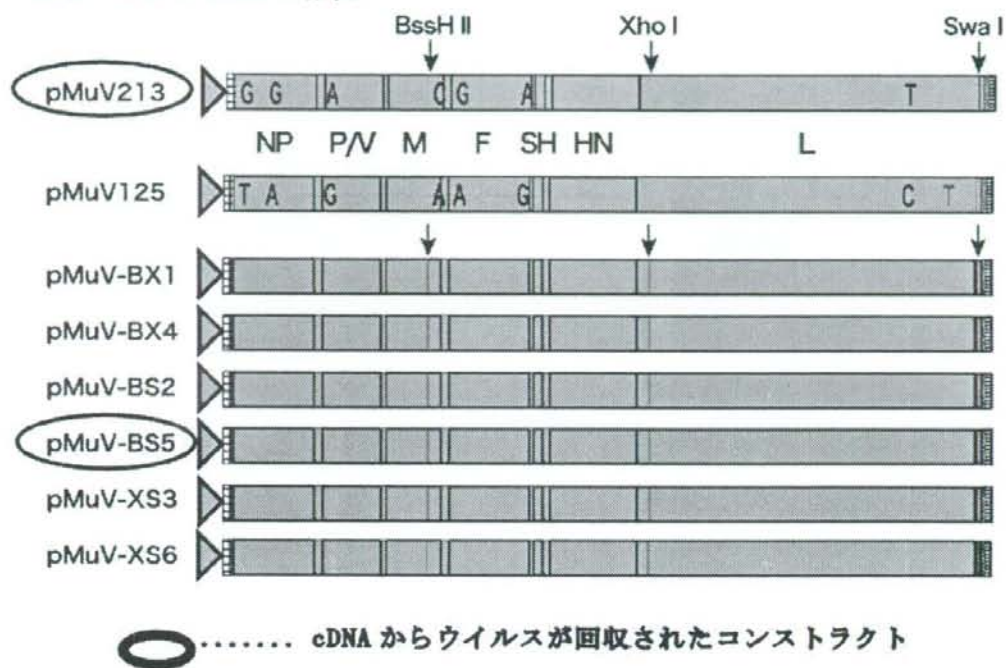 BssH II Xho I Swa I
pMuV213 G G A C G A T
NP P/V M F SH HN L
pMuV125 T A G A A G C T
pMuV-BX1
pMuV-BX4
pMuV-BS2
pMuV-BS5
pMuV-XS3
pMuV-XS6
........ cDNA からウイルスが回収されたコンストラクト